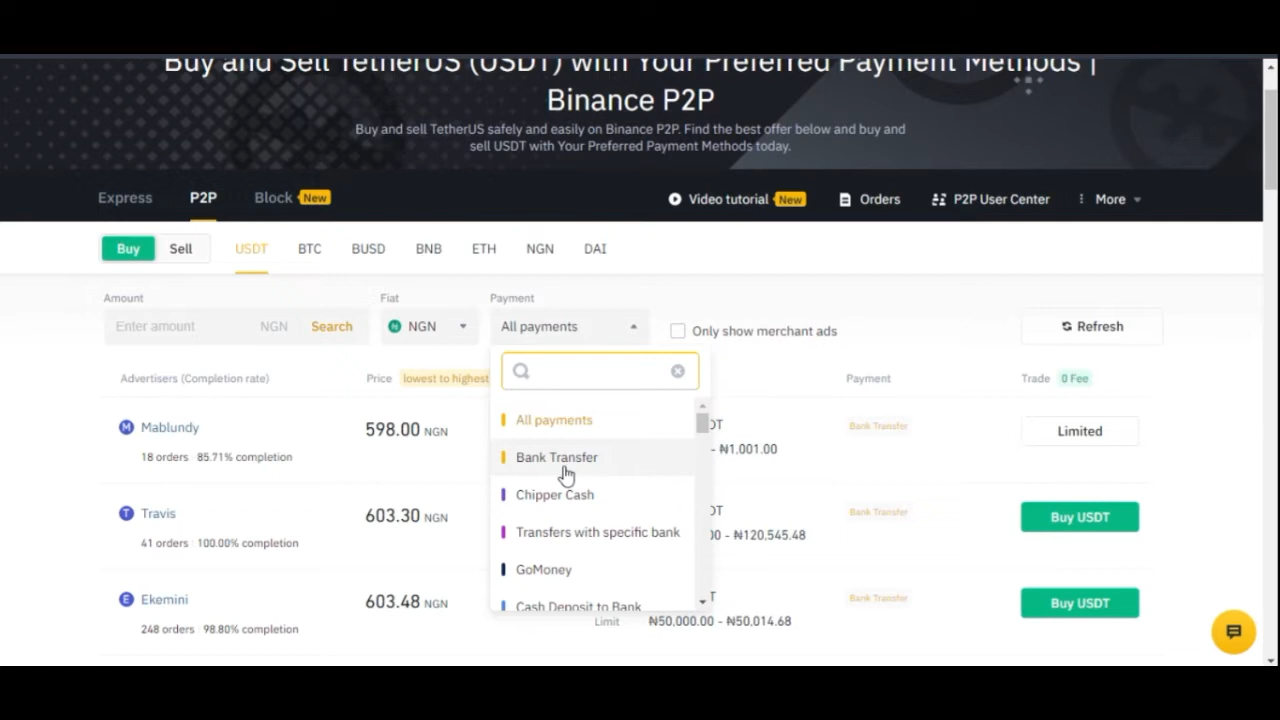 Buy and Sell TetherUS (USDT) with Your Preferred Payment Methods |
Binance P2P
Buy and sell TetherUS safely and easily on Binance P2P. Find the best offer below and buy and
sell USDT with Your Preferred Payment Methods today.
Express P2P Block New Video tutorial New Orders P2P User Center More
Buy Sell USDT BTC BUSD BNB ETH NGN DAI
Amount Fiat Payment
Enter amount NGN Search NGN All payments Only show merchant ads Refresh
Advertisers (Completion rate) Price lowest to highest Payment Trade 0 Fee
All payments
M Mablundy 598.00 NGN DT Bank Transfer Limited
18 orders 85.71% completion - ₦1,001.00
Bank Transfer
Chipper Cash
T Travis 603.30 NGN DT Bank Transfer Buy USDT
41 orders 100.00% completion 00 - ₦120,545.48
Transfers with specific bank
GoMoney
Cash Deposit to Bank
E Ekemini 603.48 NGN T Bank Transfer Buy USDT
248 orders 98.80% completion Limit ₦50,000.00 - ₦50,014.68